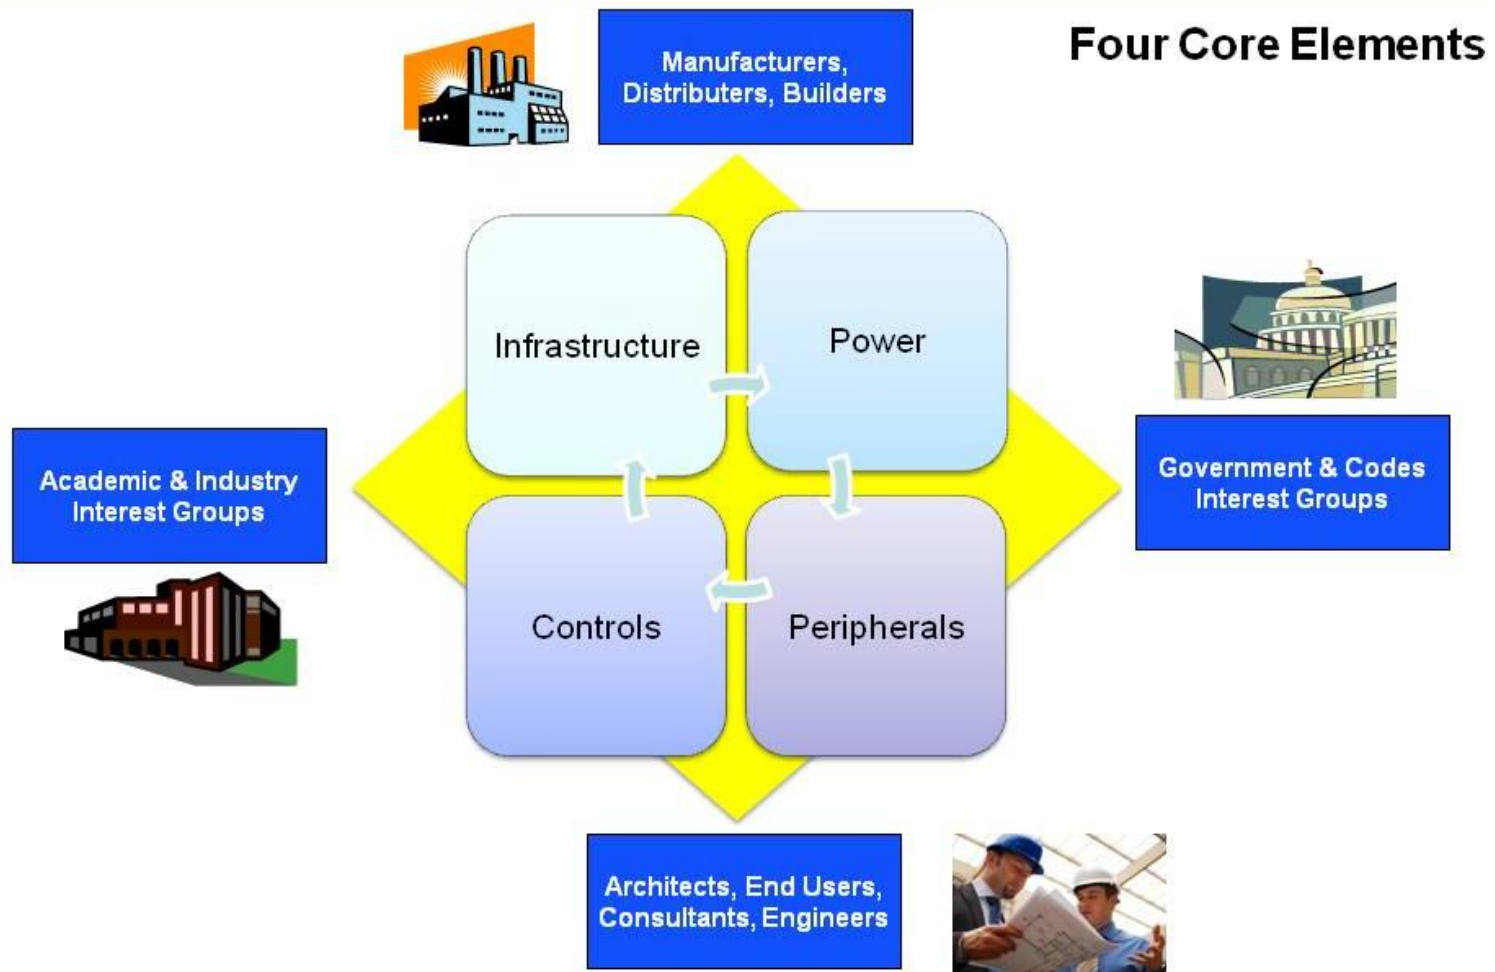 Four Core Elements
Manufacturers,
Distributers, Builders
Infrastructure
Power
Academic & Industry
Interest Groups
Government & Codes
Interest Groups
Controls
Peripherals
Architects, End Users,
Consultants, Engineers